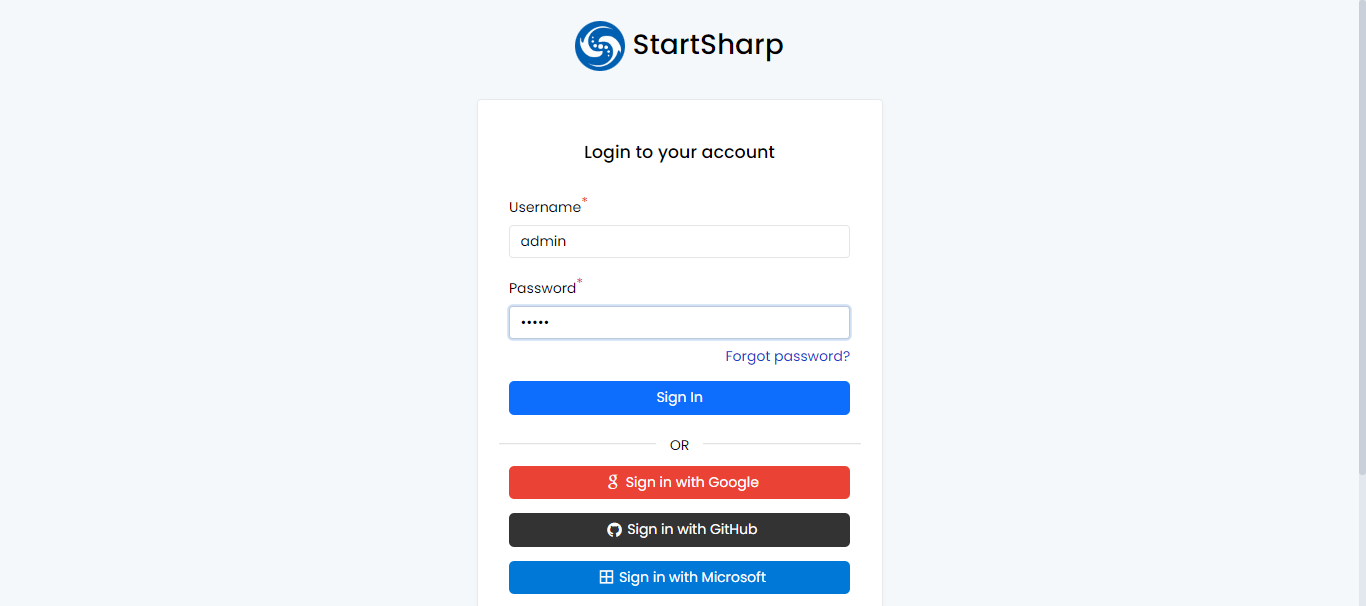 StartSharp
Login to your account
Username*
admin
Password*
•••••
Forgot password?
Sign In
OR
Sign in with Google
Sign in with GitHub
Sign in with Microsoft